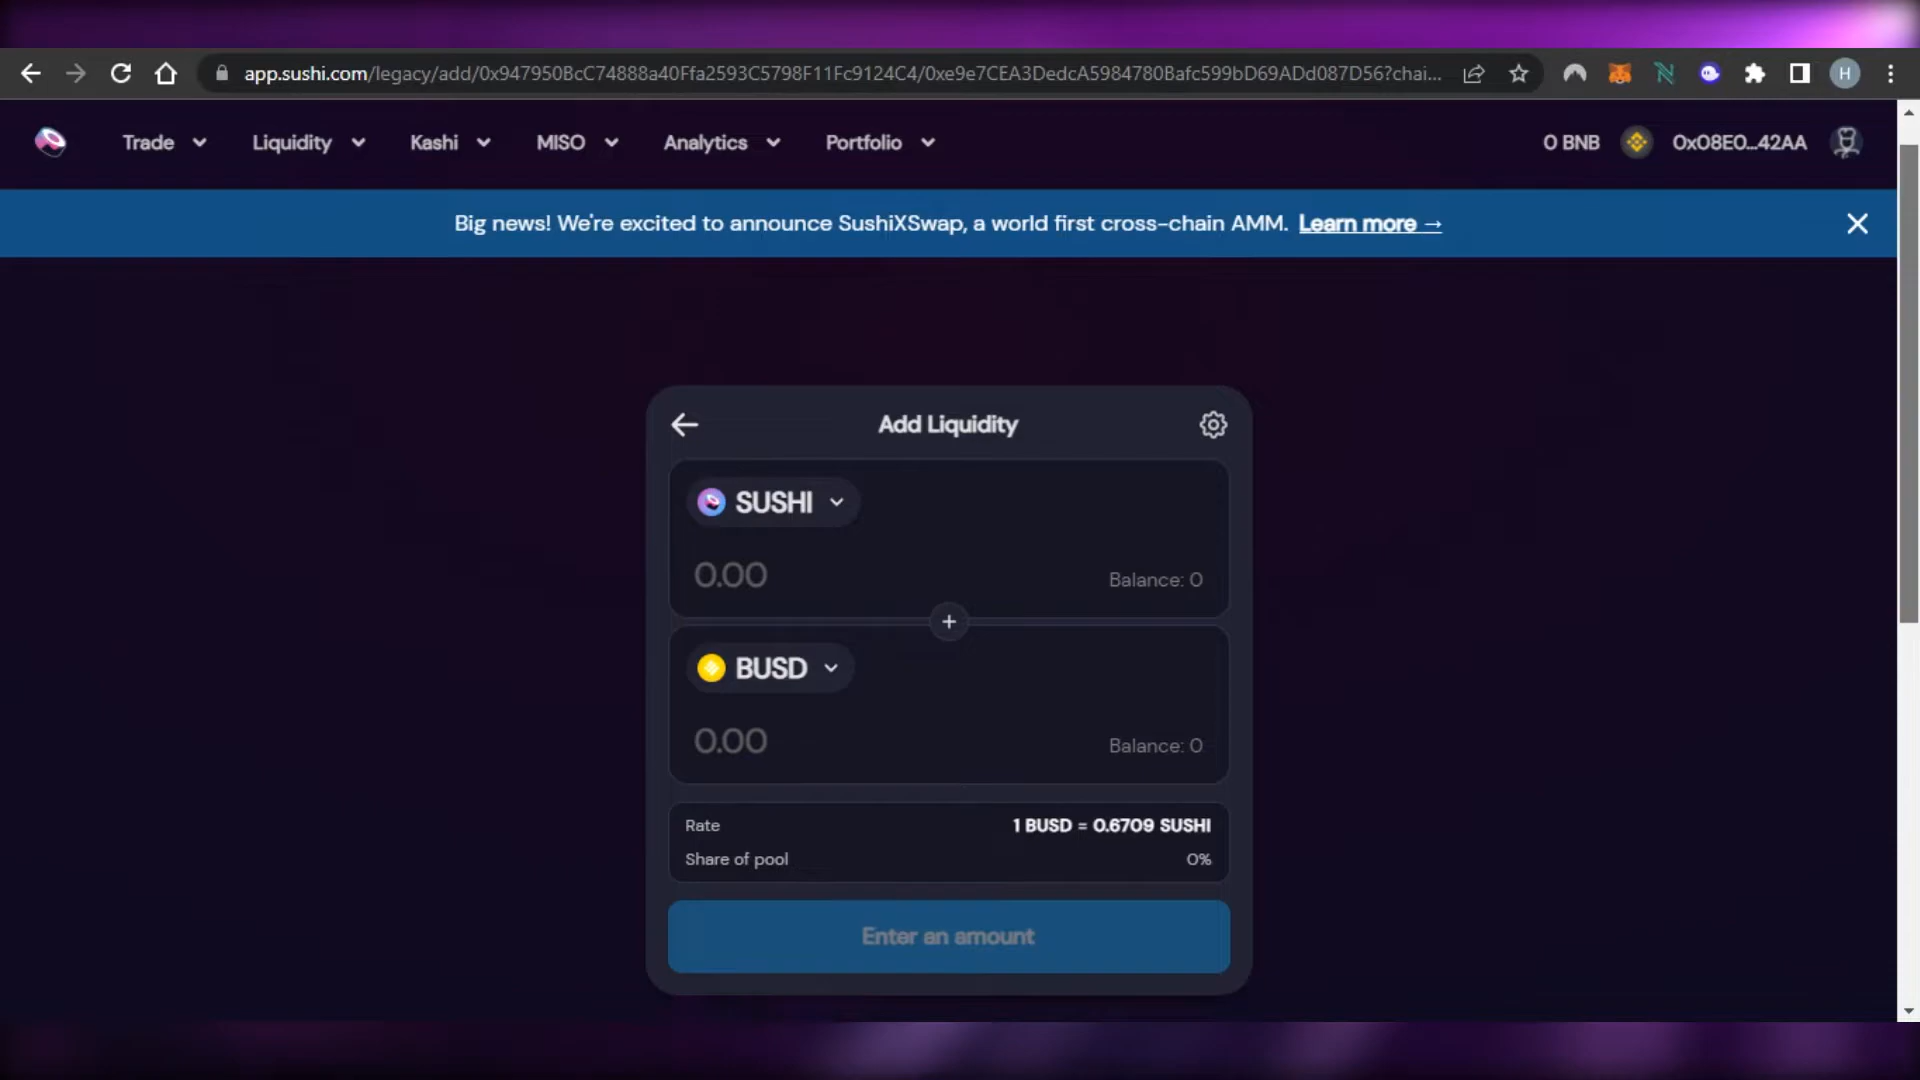 app.sushi.com/legacy/add/0x947950BcC74888a40Ffa2593C5798F11Fc9124C4/0xe9e7CEA3DedcA5984780Bafc599bD69ADd087D56?chai...
H
Trade Liquidity Kashi MISO Analytics Portfolio 0 BNB 0x08E0...42AA
Big news! We're excited to announce SushiXSwap, a world first cross-chain AMM. Learn more →
Add Liquidity
SUSHI
0.00 Balance: 0
+
BUSD
0.00 Balance: 0
Rate 1 BUSD = 0.6709 SUSHI
Share of pool 0%
Enter an amount